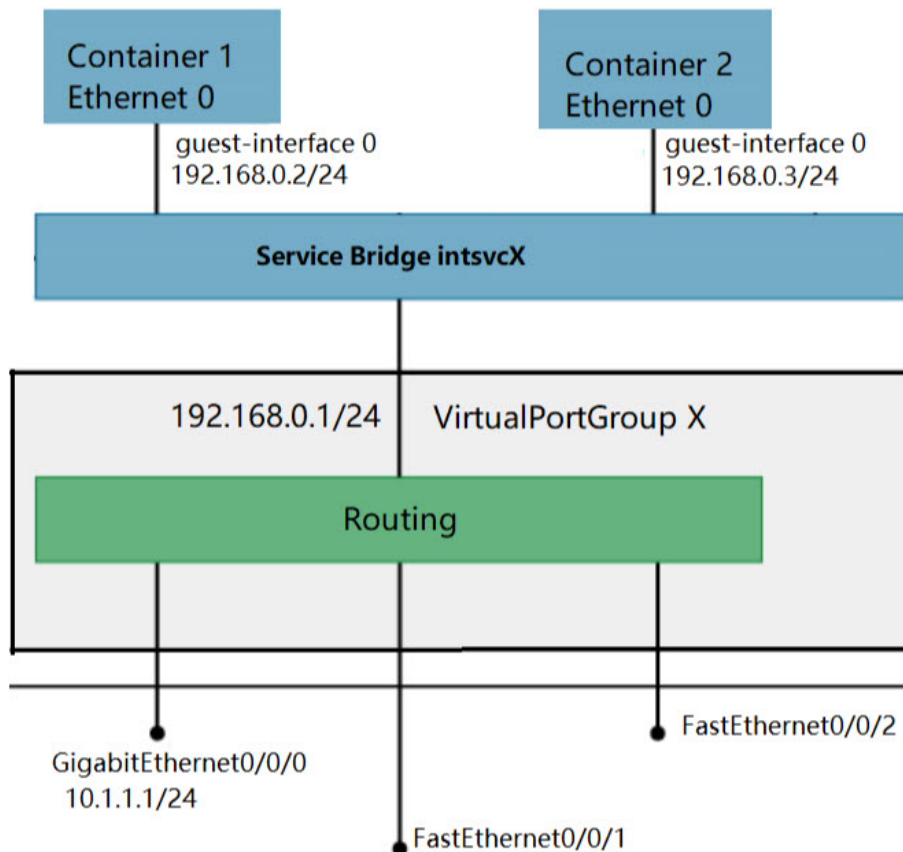 Container 1
Ethernet 0
Container 2
Ethernet 0
guest-interface 0
192.168.0.2/24
guest-interface 0
192.168.0.3/24
Service Bridge intsvcX
192.168.0.1/24
VirtualPortGroup X
Routing
GigabitEthernet0/0/0
10.1.1.1/24
FastEthernet0/0/2
FastEthernet0/0/1